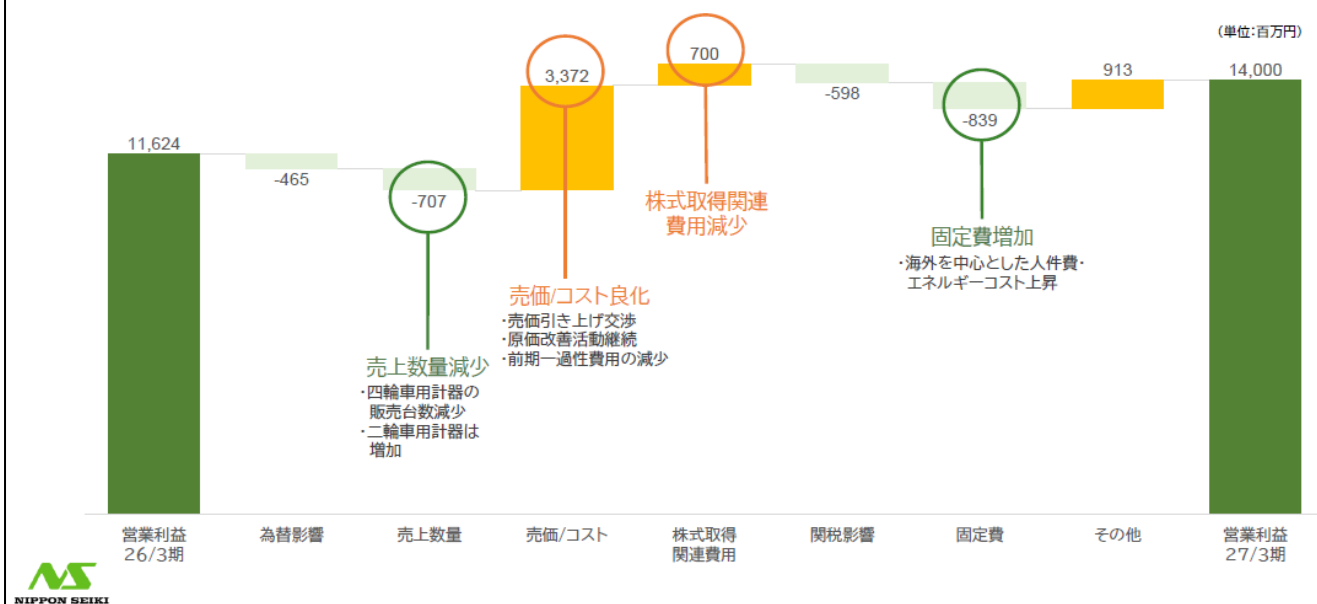 (単位:百万円)
11,624
-465
-707
3,372
700
-598
-839
913
14,000
売上数量減少
・四輪車用計器の
販売台数減少
・二輪車用計器は
増加
売価/コスト良化
・売価引き上げ交渉
・原価改善活動継続
・前期一過性費用の減少
株式取得関連
費用減少
固定費増加
・海外を中心とした人件費・
エネルギーコスト上昇
営業利益
26/3期
為替影響
売上数量
売価/コスト
株式取得
関連費用
関税影響
固定費
その他
営業利益
27/3期
NS
NIPPON SEIKI